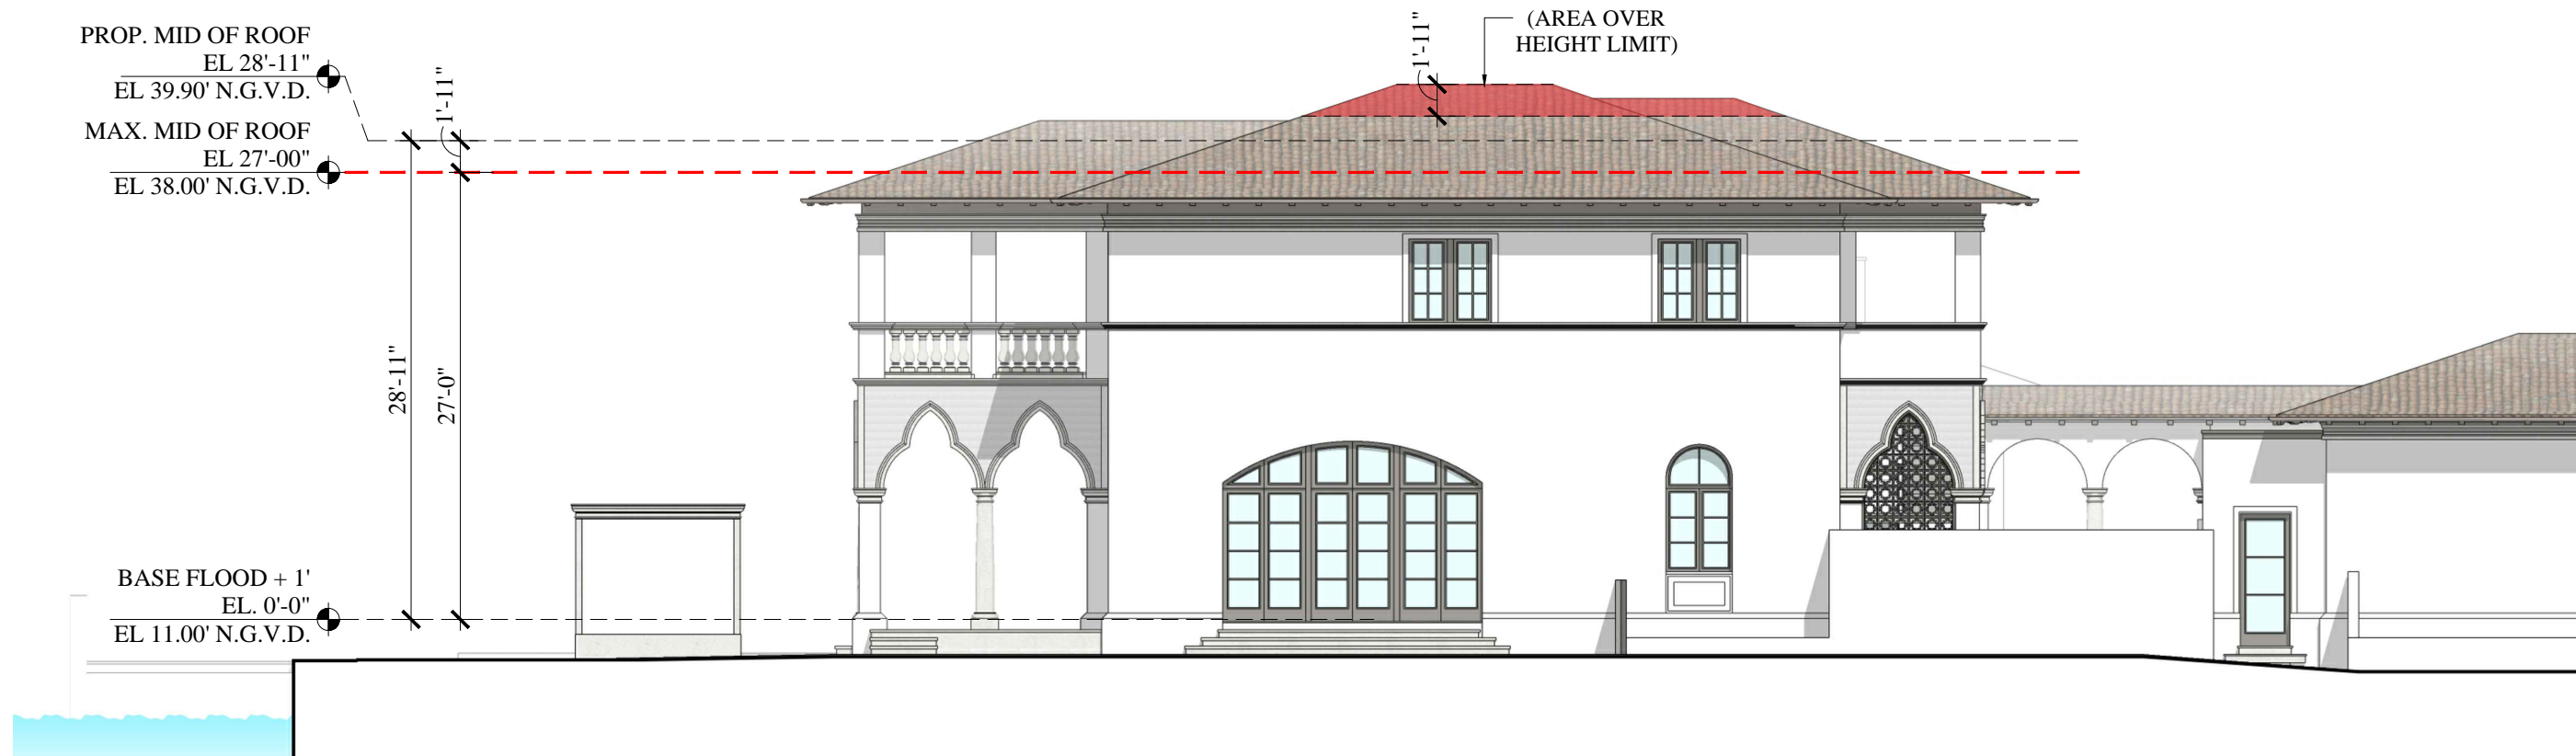 PROP. MID OF ROOF
EL 28'-11"
EL 39.90' N.G.V.D.
MAX. MID OF ROOF
EL 27'-00"
EL 38.00' N.G.V.D.
1'-11"
28'-11"
27'-0"
BASE FLOOD + 1'
EL. 0'-0"
EL 11.00' N.G.V.D.
1'-11"
(AREA OVER
HEIGHT LIMIT)